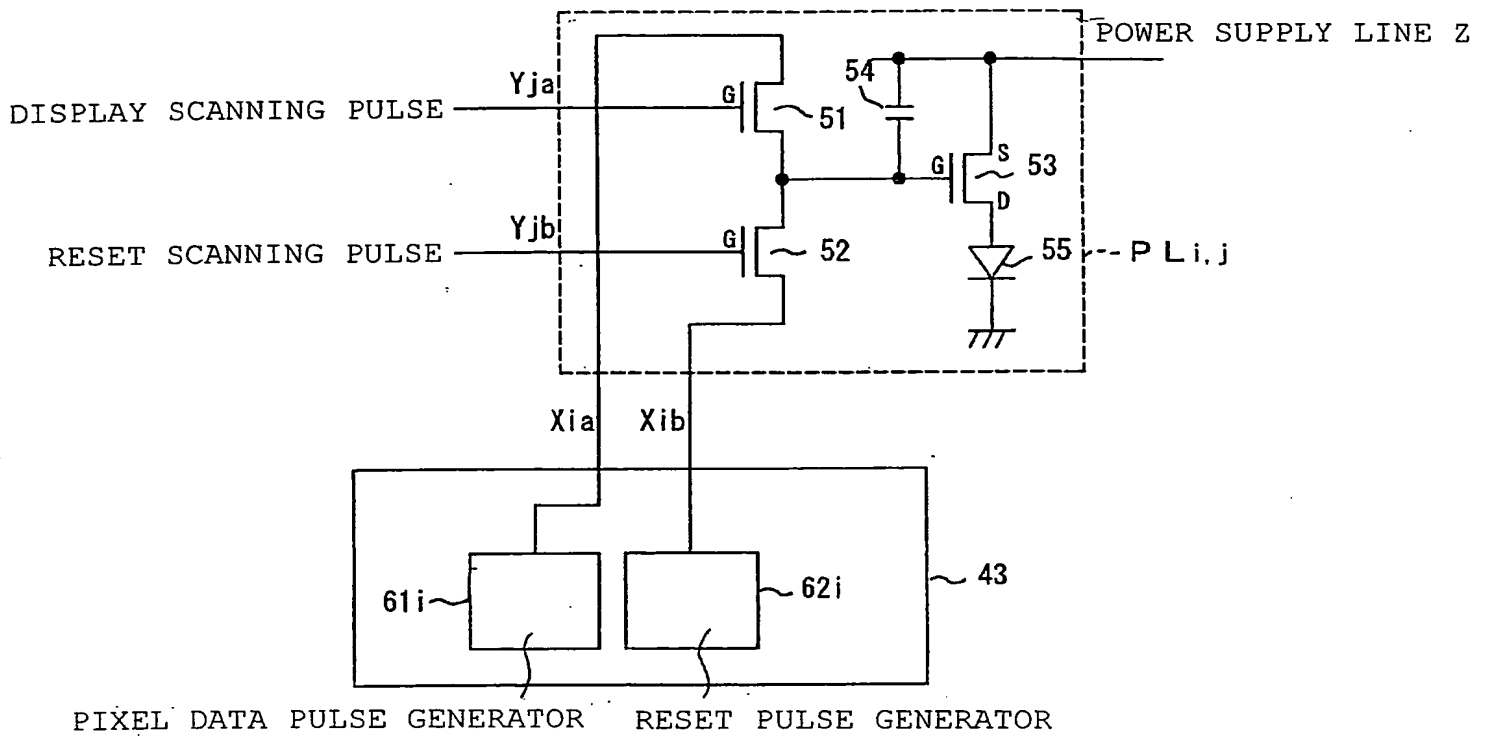 POWER SUPPLY LINE Z
54
Yja
G
51
DISPLAY SCANNING PULSE
G
S
53
D
Yjb
G
52
RESET SCANNING PULSE
55
PLi,j
Xia
Xib
61i
62i
43
PIXEL DATA PULSE GENERATOR
RESET PULSE GENERATOR